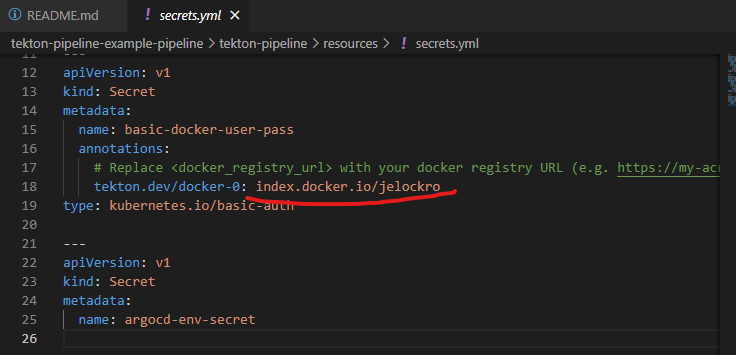 README.md
! secrets.yml ×
tekton-pipeline-example-pipeline > tekton-pipeline > resources > ! secrets.yml
11 ---
12 apiVersion: v1
13 kind: Secret
14 metadata:
15 name: basic-docker-user-pass
16 annotations:
17 # Replace <docker_registry_url> with your docker registry URL (e.g. https://my-acr
18 tekton.dev/docker-0: index.docker.io/jelockro
19 type: kubernetes.io/basic-auth
20
21 ---
22 apiVersion: v1
23 kind: Secret
24 metadata:
25 name: argocd-env-secret
26